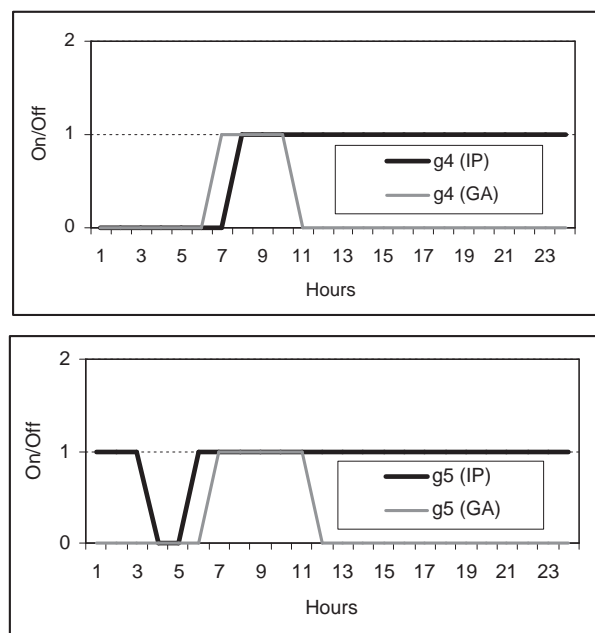 2
On/Off
1
g4 (IP)
g4 (GA)
0
1 3 5 7 9 11 13 15 17 19 21 23
Hours
2
On/Off
1
g5 (IP)
g5 (GA)
0
1 3 5 7 9 11 13 15 17 19 21 23
Hours